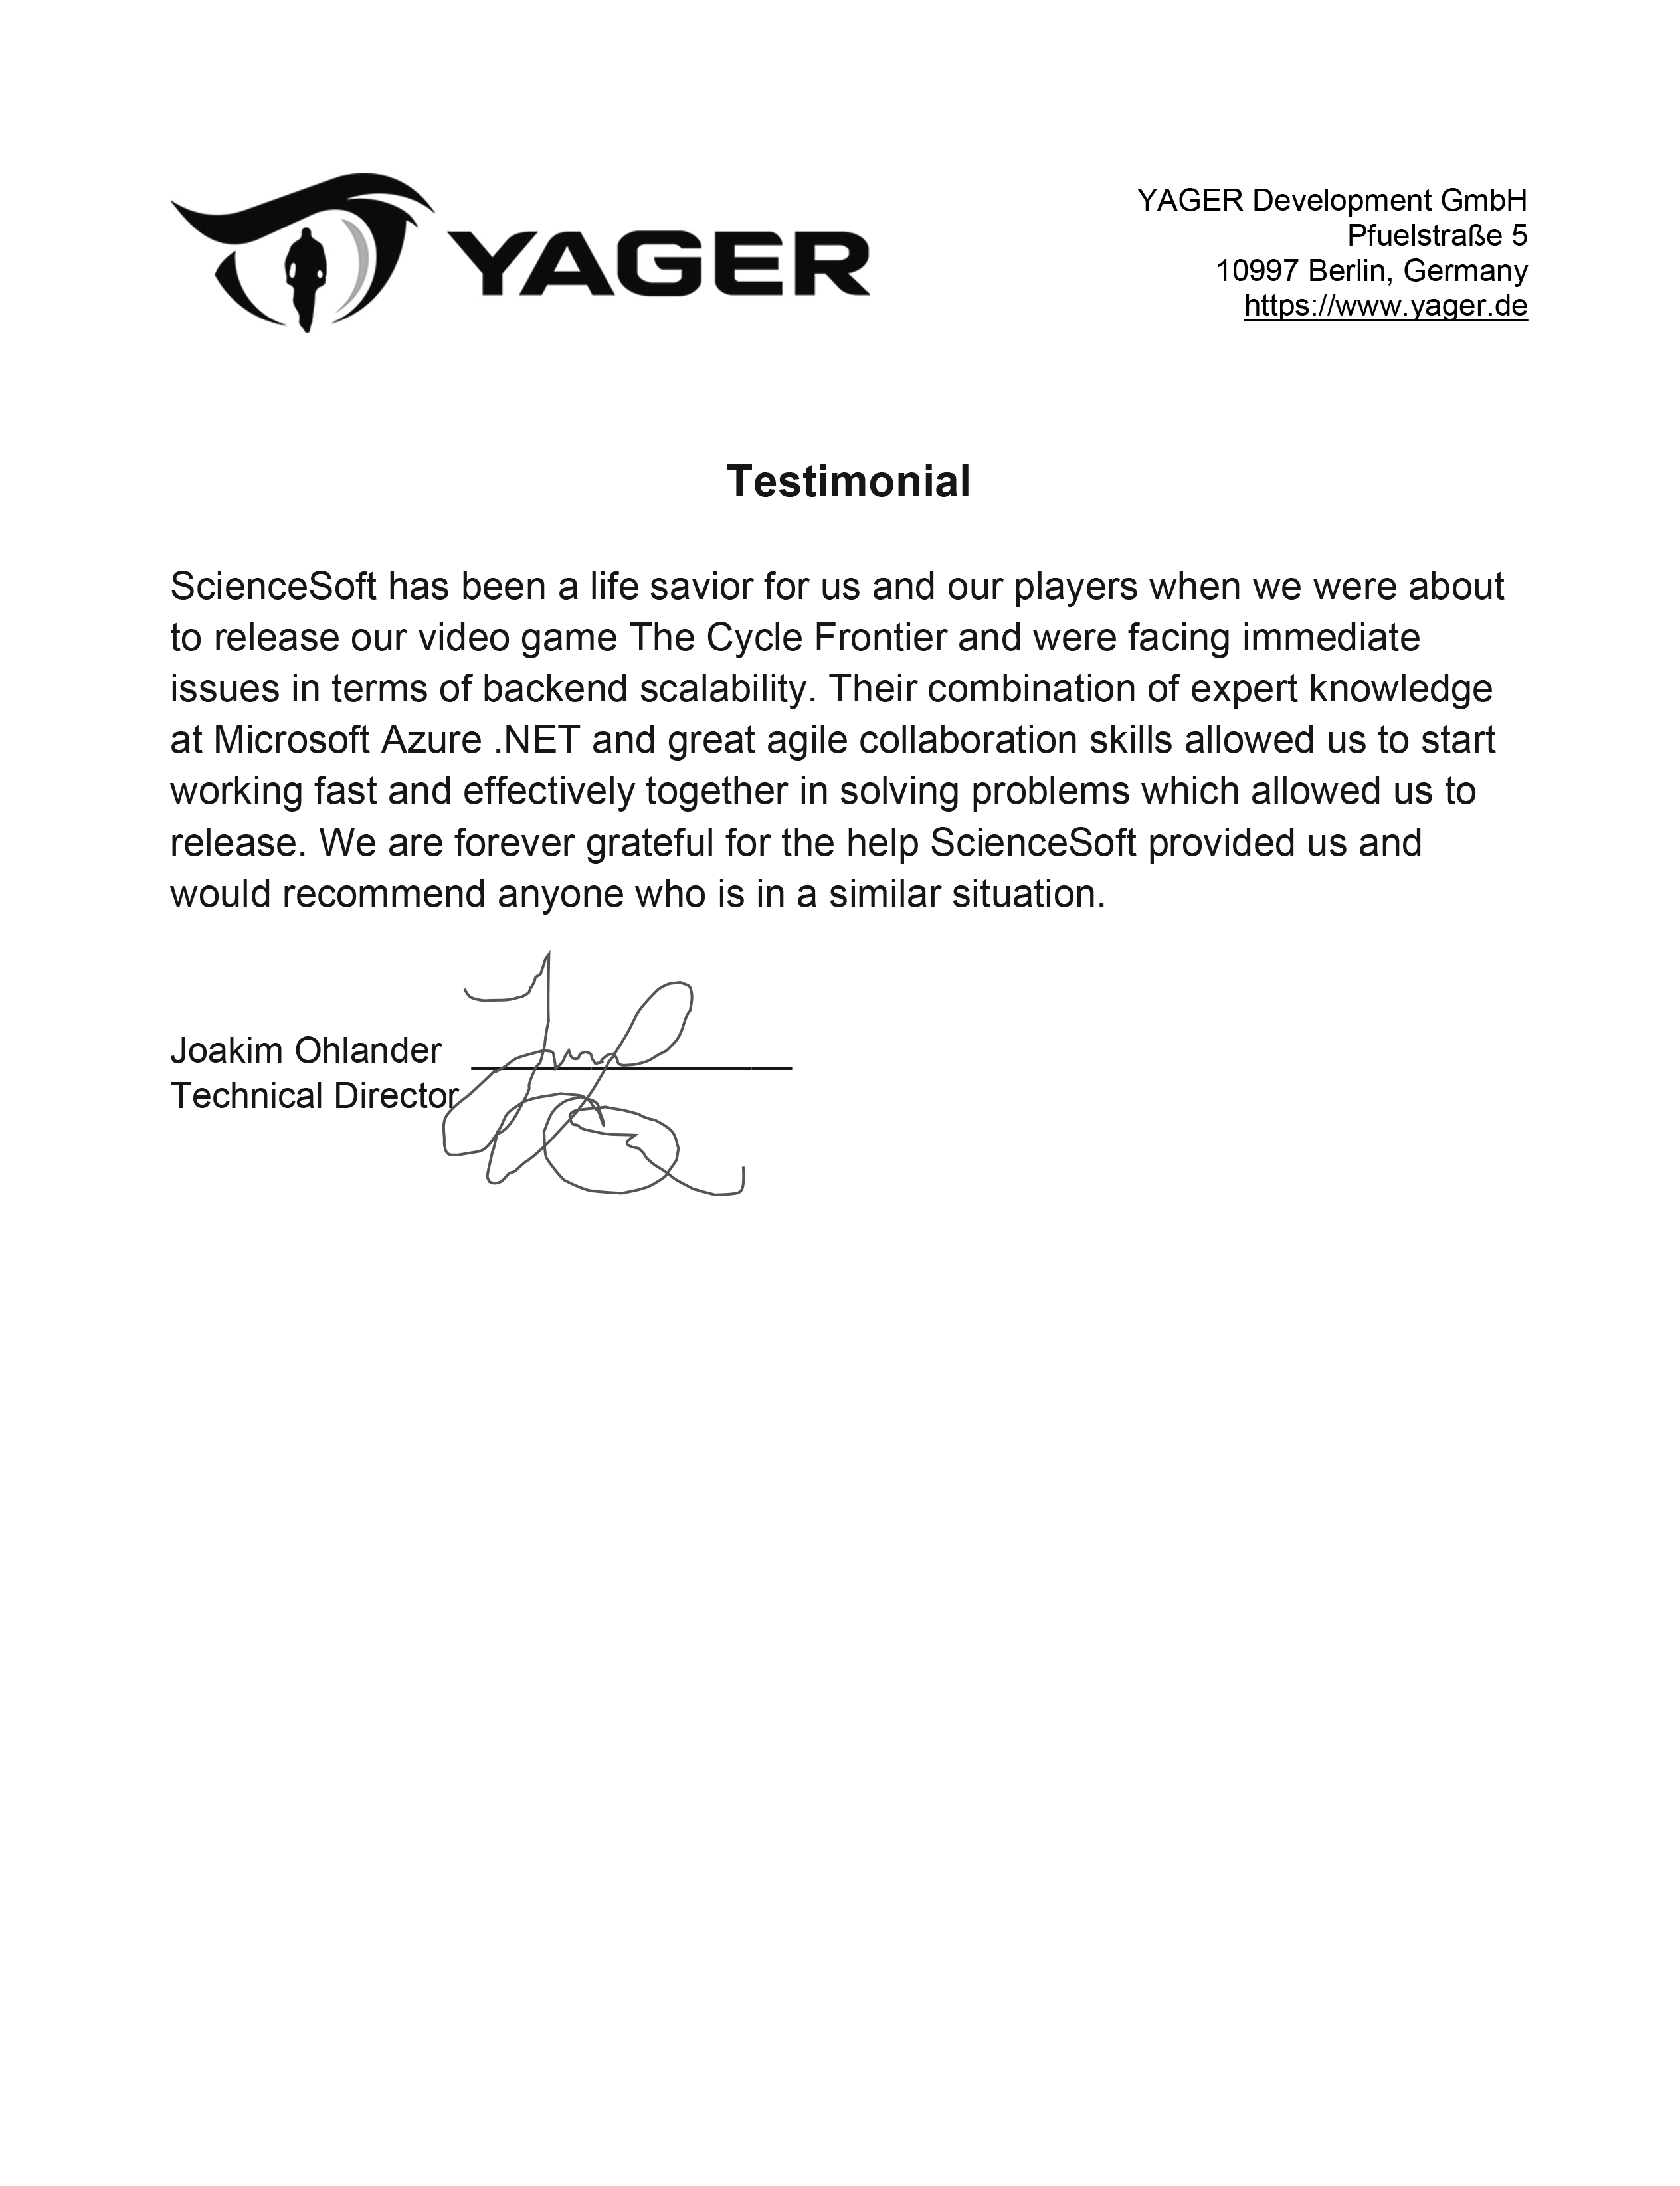 YAGER
YAGER Development GmbH
Pfuelstraße 5
10997 Berlin, Germany
https://www.yager.de
Testimonial
ScienceSoft has been a life savior for us and our players when we were about
to release our video game The Cycle Frontier and were facing immediate
issues in terms of backend scalability. Their combination of expert knowledge
at Microsoft Azure .NET and great agile collaboration skills allowed us to start
working fast and effectively together in solving problems which allowed us to
release. We are forever grateful for the help ScienceSoft provided us and
would recommend anyone who is in a similar situation.
Joakim Ohlander
Technical Director